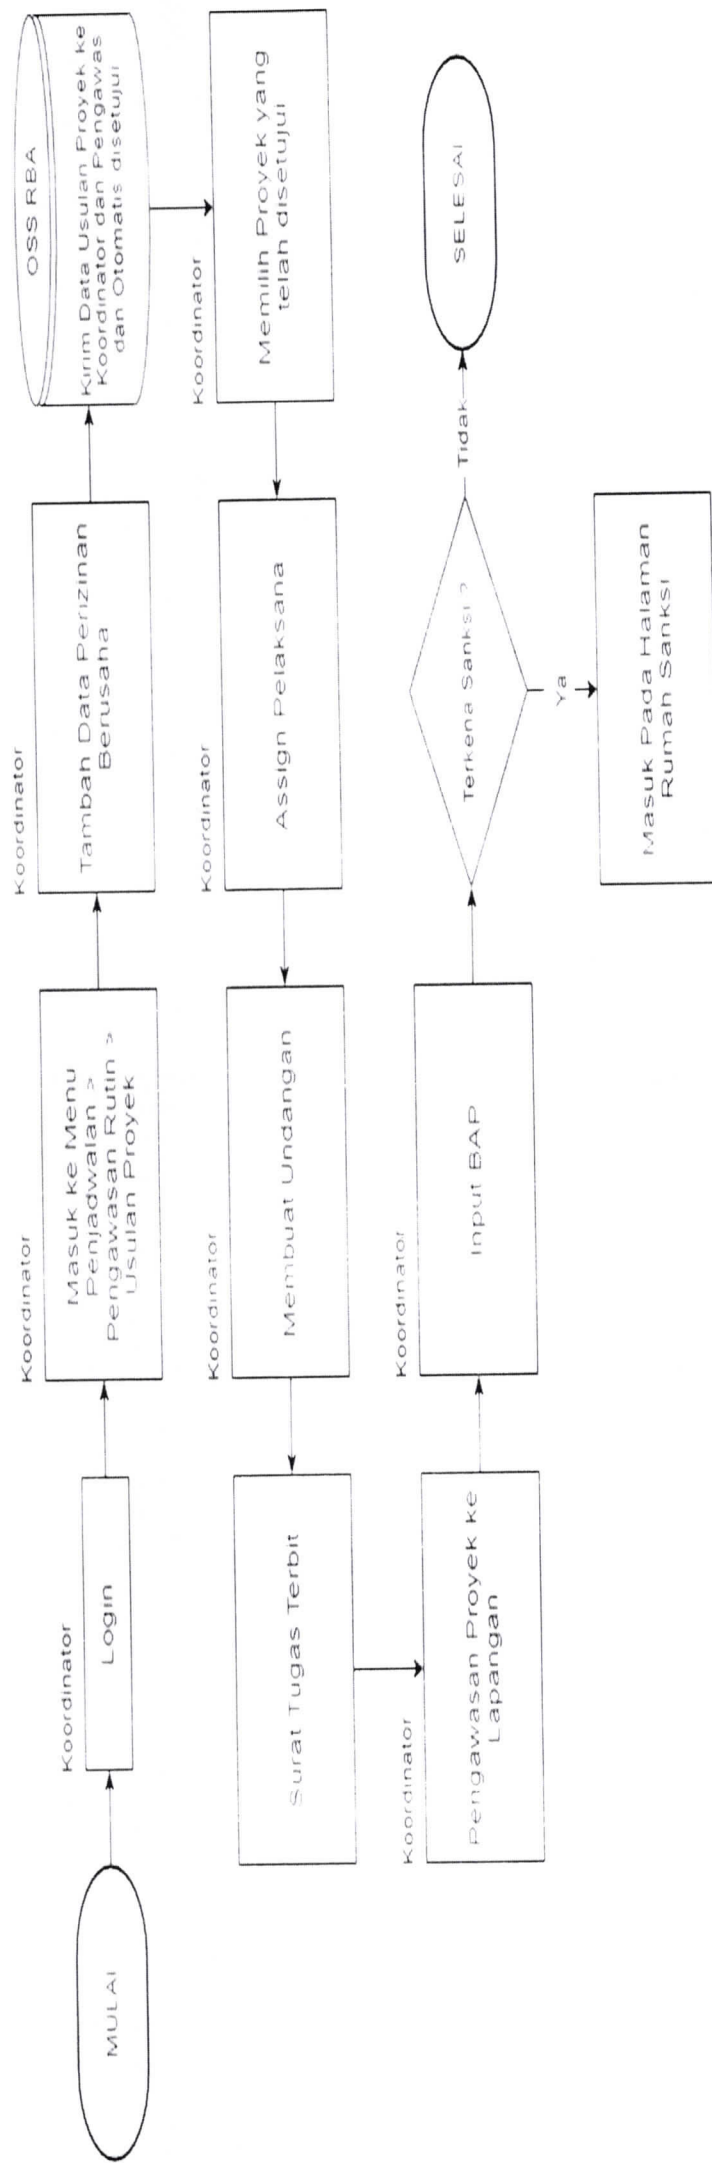 MULAI
Koordinator
Login
Koordinator
Masuk ke Menu
Penjadwalan >
Pengawasan Rutin >
Usulan Proyek
Koordinator
Tambah Data Perizinan
Berusaha
OSS RBA
Kirim Data Usulan Proyek ke
Koordinator dan Pengawas
dan Otomatis disetujui
Koordinator
Memilih Proyek yang
telah disetujui
Koordinator
Assign Pelaksana
Koordinator
Membuat Undangan
Surat Tugas Terbit
Koordinator
Pengawasan Proyek ke
Lapangan
Koordinator
Input BAP
Terkena Sanksi ?
Tidak
SELESAI
Ya
Masuk Pada Halaman
Rumah Sanksi